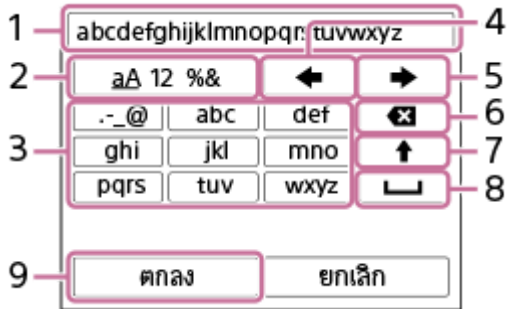 1 abcdefghijklmnopqrstuvwxyz 4
2 aA 12 %& 5
.-_@ abc def 6
3 ghi jkl mno 7
pqrs tuv wxyz 8
9 ตกลง ยกเลิก